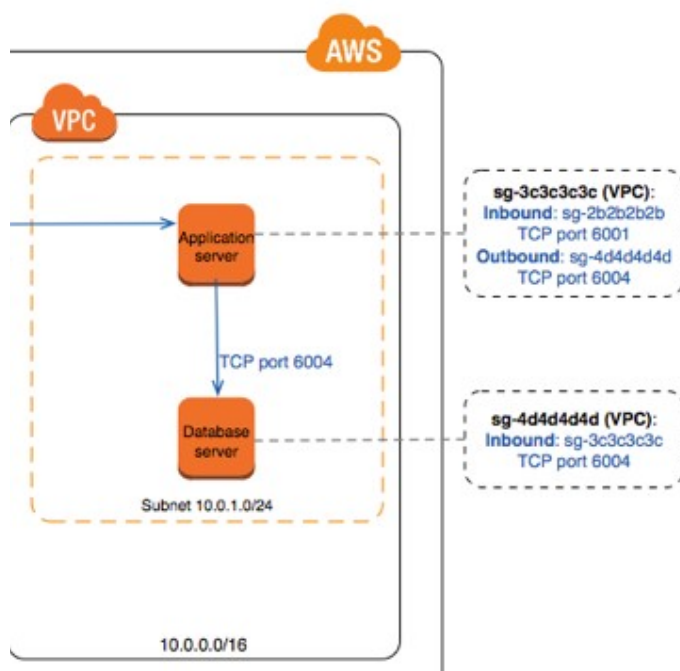 AWS
VPC
Application
server
sg-3c3c3c3c (VPC):
Inbound: sg-2b2b2b2b
TCP port 6001
Outbound: sg-4d4d4d4d
TCP port 6004
TCP port 6004
Database
server
sg-4d4d4d4d (VPC):
Inbound: sg-3c3c3c3c
TCP port 6004
Subnet 10.0.1.0/24
10.0.0.0/16